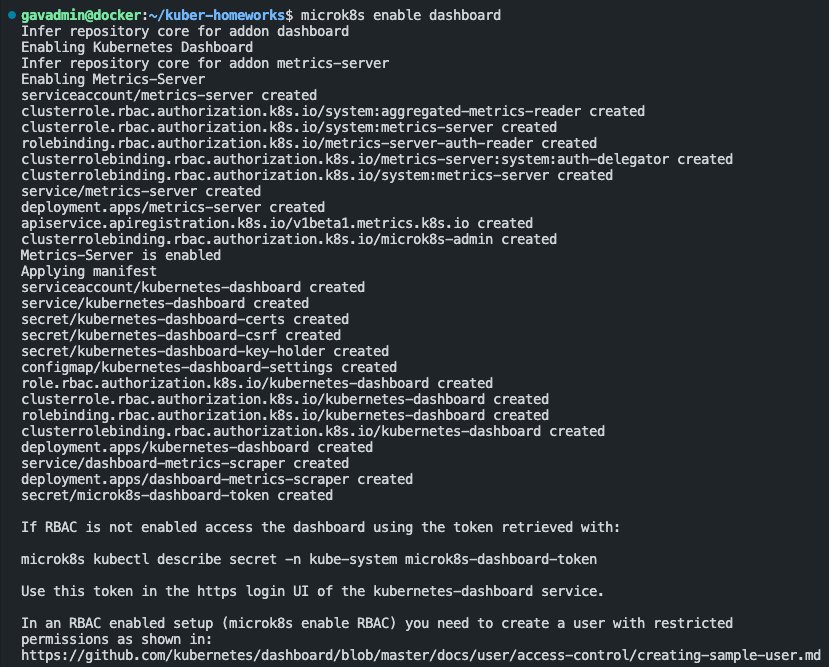 gavadmin@docker:~/kuber-homeworks$ microk8s enable dashboard
Infer repository core for addon dashboard
Enabling Kubernetes Dashboard
Infer repository core for addon metrics-server
Enabling Metrics-Server
serviceaccount/metrics-server created
clusterrole.rbac.authorization.k8s.io/system:aggregated-metrics-reader created
clusterrole.rbac.authorization.k8s.io/system:metrics-server created
rolebinding.rbac.authorization.k8s.io/metrics-server-auth-reader created
clusterrolebinding.rbac.authorization.k8s.io/metrics-server:system:auth-delegator created
clusterrolebinding.rbac.authorization.k8s.io/system:metrics-server created
service/metrics-server created
deployment.apps/metrics-server created
apiservice.apiregistration.k8s.io/v1beta1.metrics.k8s.io created
clusterrolebinding.rbac.authorization.k8s.io/microk8s-admin created
Metrics-Server is enabled
Applying manifest
serviceaccount/kubernetes-dashboard created
service/kubernetes-dashboard created
secret/kubernetes-dashboard-certs created
secret/kubernetes-dashboard-csrf created
secret/kubernetes-dashboard-key-holder created
configmap/kubernetes-dashboard-settings created
role.rbac.authorization.k8s.io/kubernetes-dashboard created
clusterrole.rbac.authorization.k8s.io/kubernetes-dashboard created
rolebinding.rbac.authorization.k8s.io/kubernetes-dashboard created
clusterrolebinding.rbac.authorization.k8s.io/kubernetes-dashboard created
deployment.apps/kubernetes-dashboard created
service/dashboard-metrics-scraper created
deployment.apps/dashboard-metrics-scraper created
secret/microk8s-dashboard-token created

If RBAC is not enabled access the dashboard using the token retrieved with:

microk8s kubectl describe secret -n kube-system microk8s-dashboard-token

Use this token in the https login UI of the kubernetes-dashboard service.

In an RBAC enabled setup (microk8s enable RBAC) you need to create a user with restricted
permissions as shown in:
https://github.com/kubernetes/dashboard/blob/master/docs/user/access-control/creating-sample-user.md